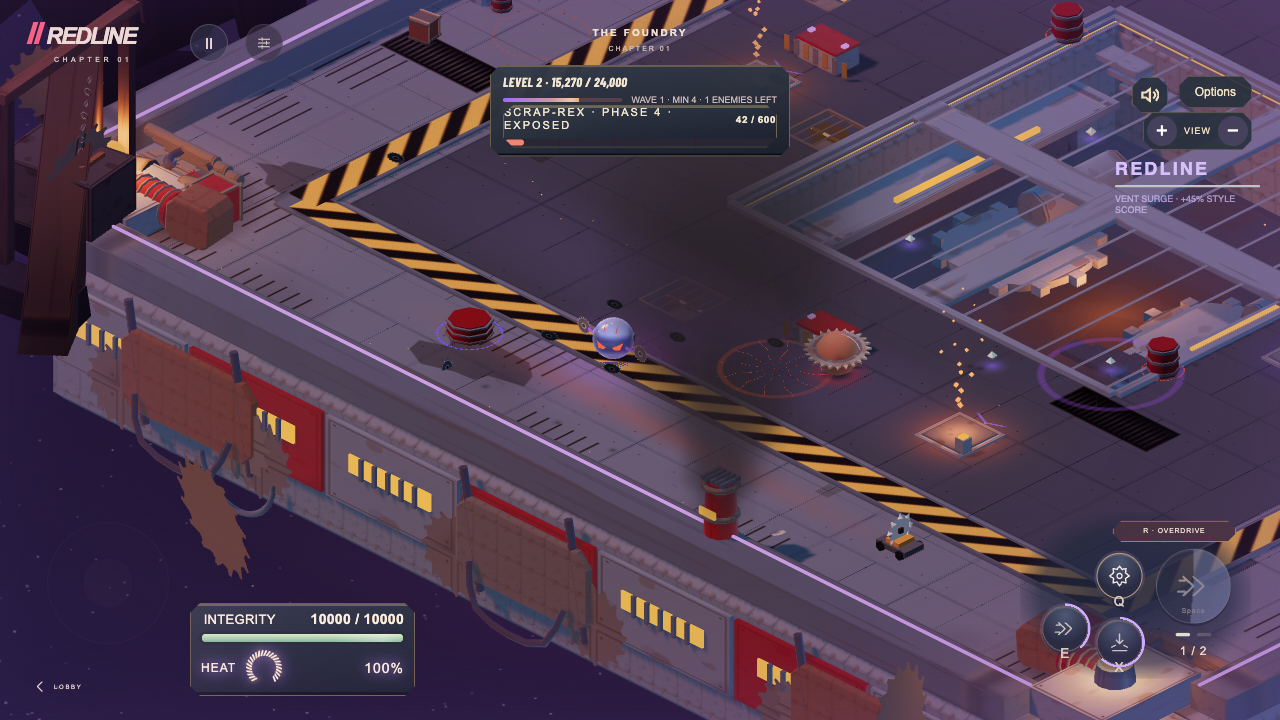 REDLINE
CHAPTER 01
THE FOUNDRY
CHAPTER 01
LEVEL 2 · 15,270 / 24,000
WAVE 1 · MIN 4 · 1 ENEMIES LEFT
SCRAP-REX · PHASE 4 ·
EXPOSED
42 / 600
Options
VIEW
REDLINE
VENT SURGE · +45% STYLE
SCORE
R · OVERDRIVE
Q
Space
E
X
1 / 2
INTEGRITY
10000 / 10000
HEAT
100%
LOBBY